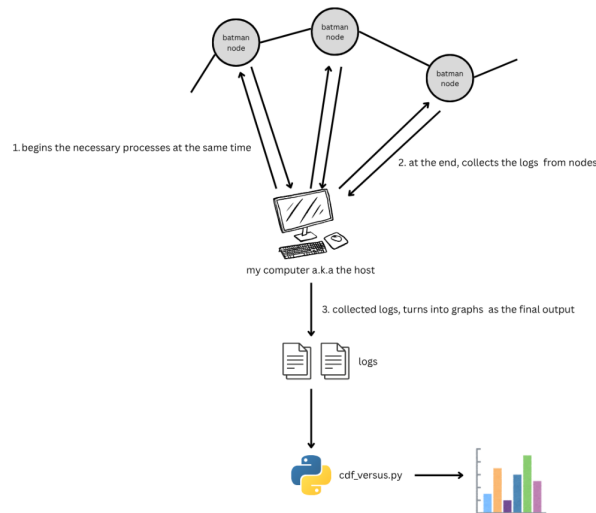 batman
node
batman
node
batman
node
1. begins the necessary processes at the same time
2. at the end, collects the logs from nodes
my computer a.k.a the host
3. collected logs, turns into graphs as the final output
logs
cdf_versus.py